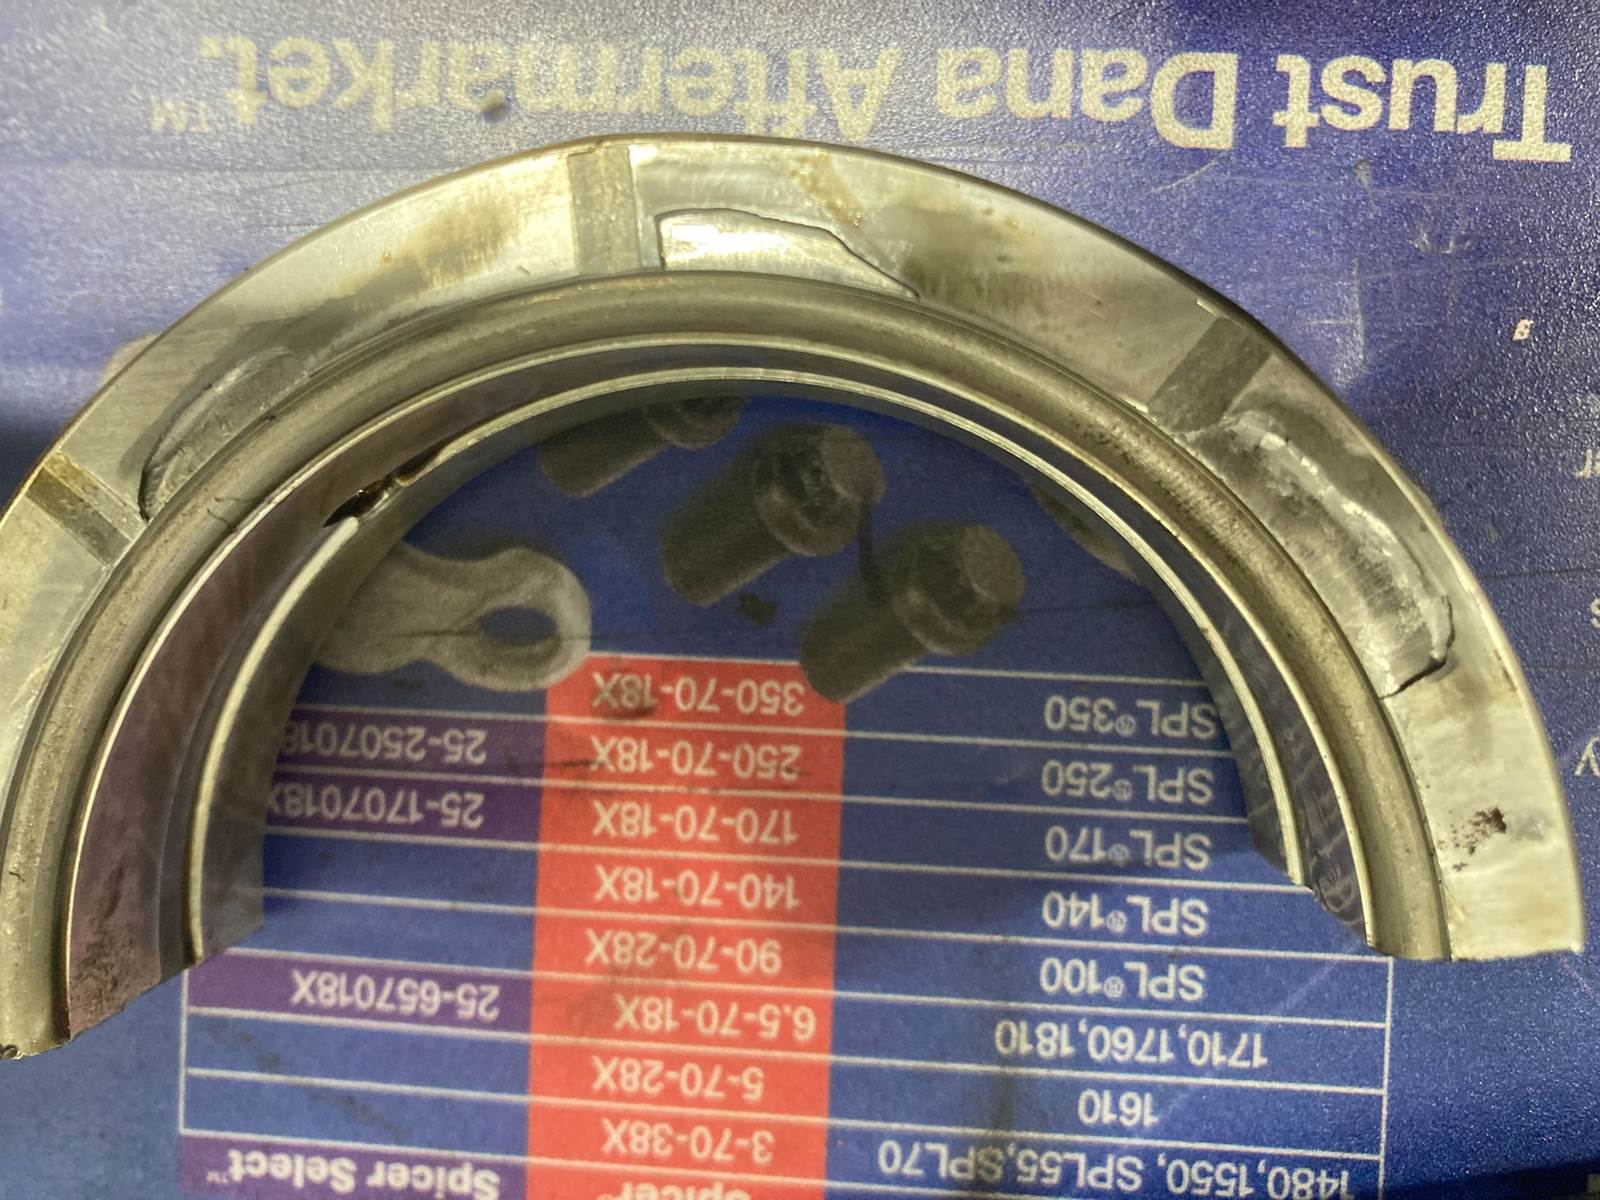 Spicer® Spicer Select™
1480,1550, SPL55,SPL70 3-70-38X
1610 5-70-28X
1710,1760,1810 6.5-70-18X 25-657018X
SPL®100 90-70-28X
SPL®140 140-70-18X
SPL®170 170-70-18X 25-1707018X
SPL®250 250-70-18X 25-2507018
SPL®350 350-70-18X
Trust Dana Aftermarket.™